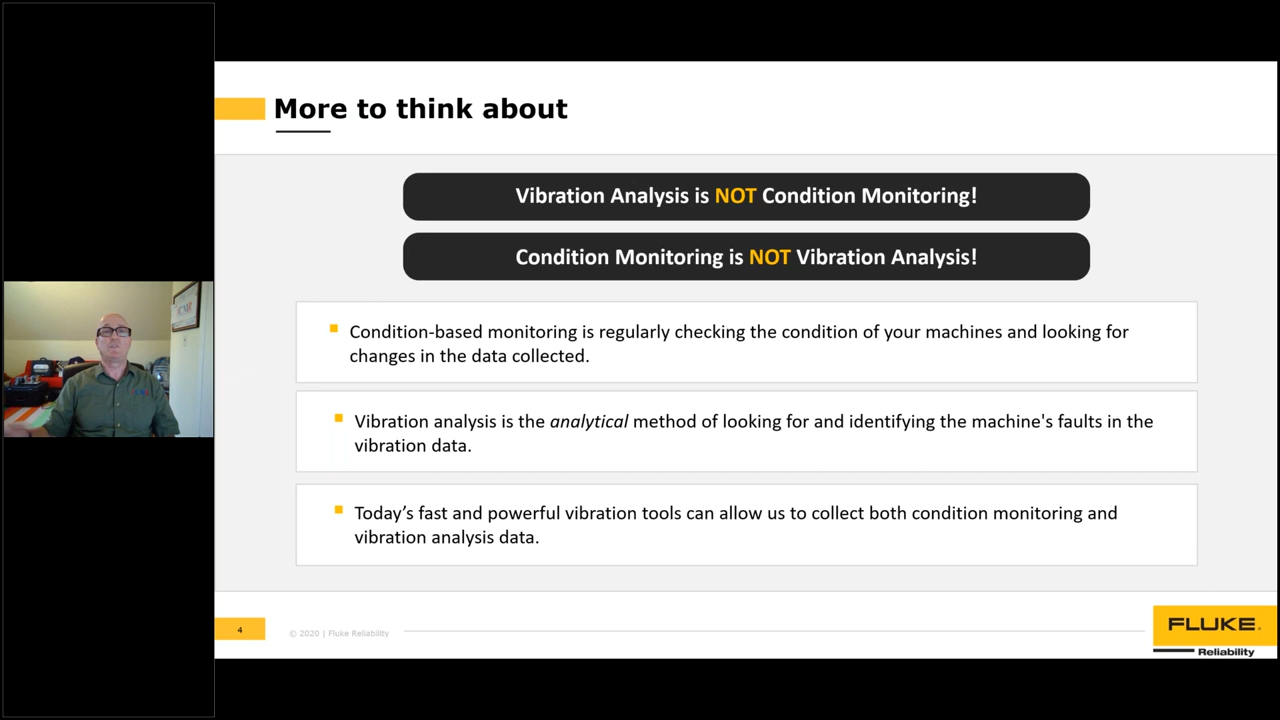 More to think about
Vibration Analysis is NOT Condition Monitoring!
Condition Monitoring is NOT Vibration Analysis!
Condition-based monitoring is regularly checking the condition of your machines and looking for
changes in the data collected.
Vibration analysis is the analytical method of looking for and identifying the machine's faults in the
vibration data.
Today’s fast and powerful vibration tools can allow us to collect both condition monitoring and
vibration analysis data.
4
© 2020 | Fluke Reliability
FLUKE.
Reliability